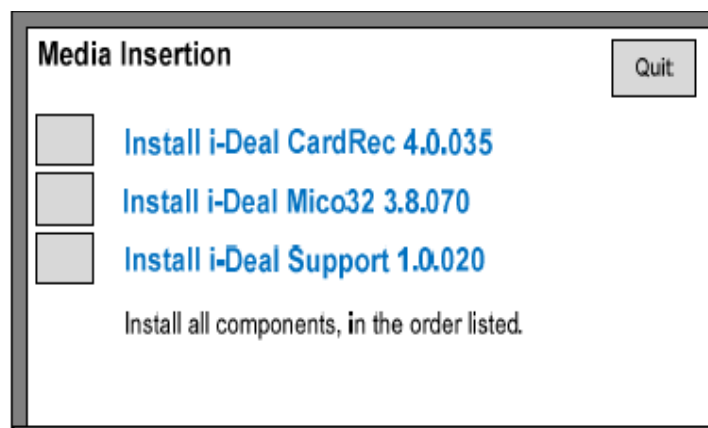 Media Insertion
Quit
Install i-Deal CardRec 4.0.035
Install i-Deal Mico32 3.8.070
Install i-Deal Support 1.0.020
Install all components, in the order listed.